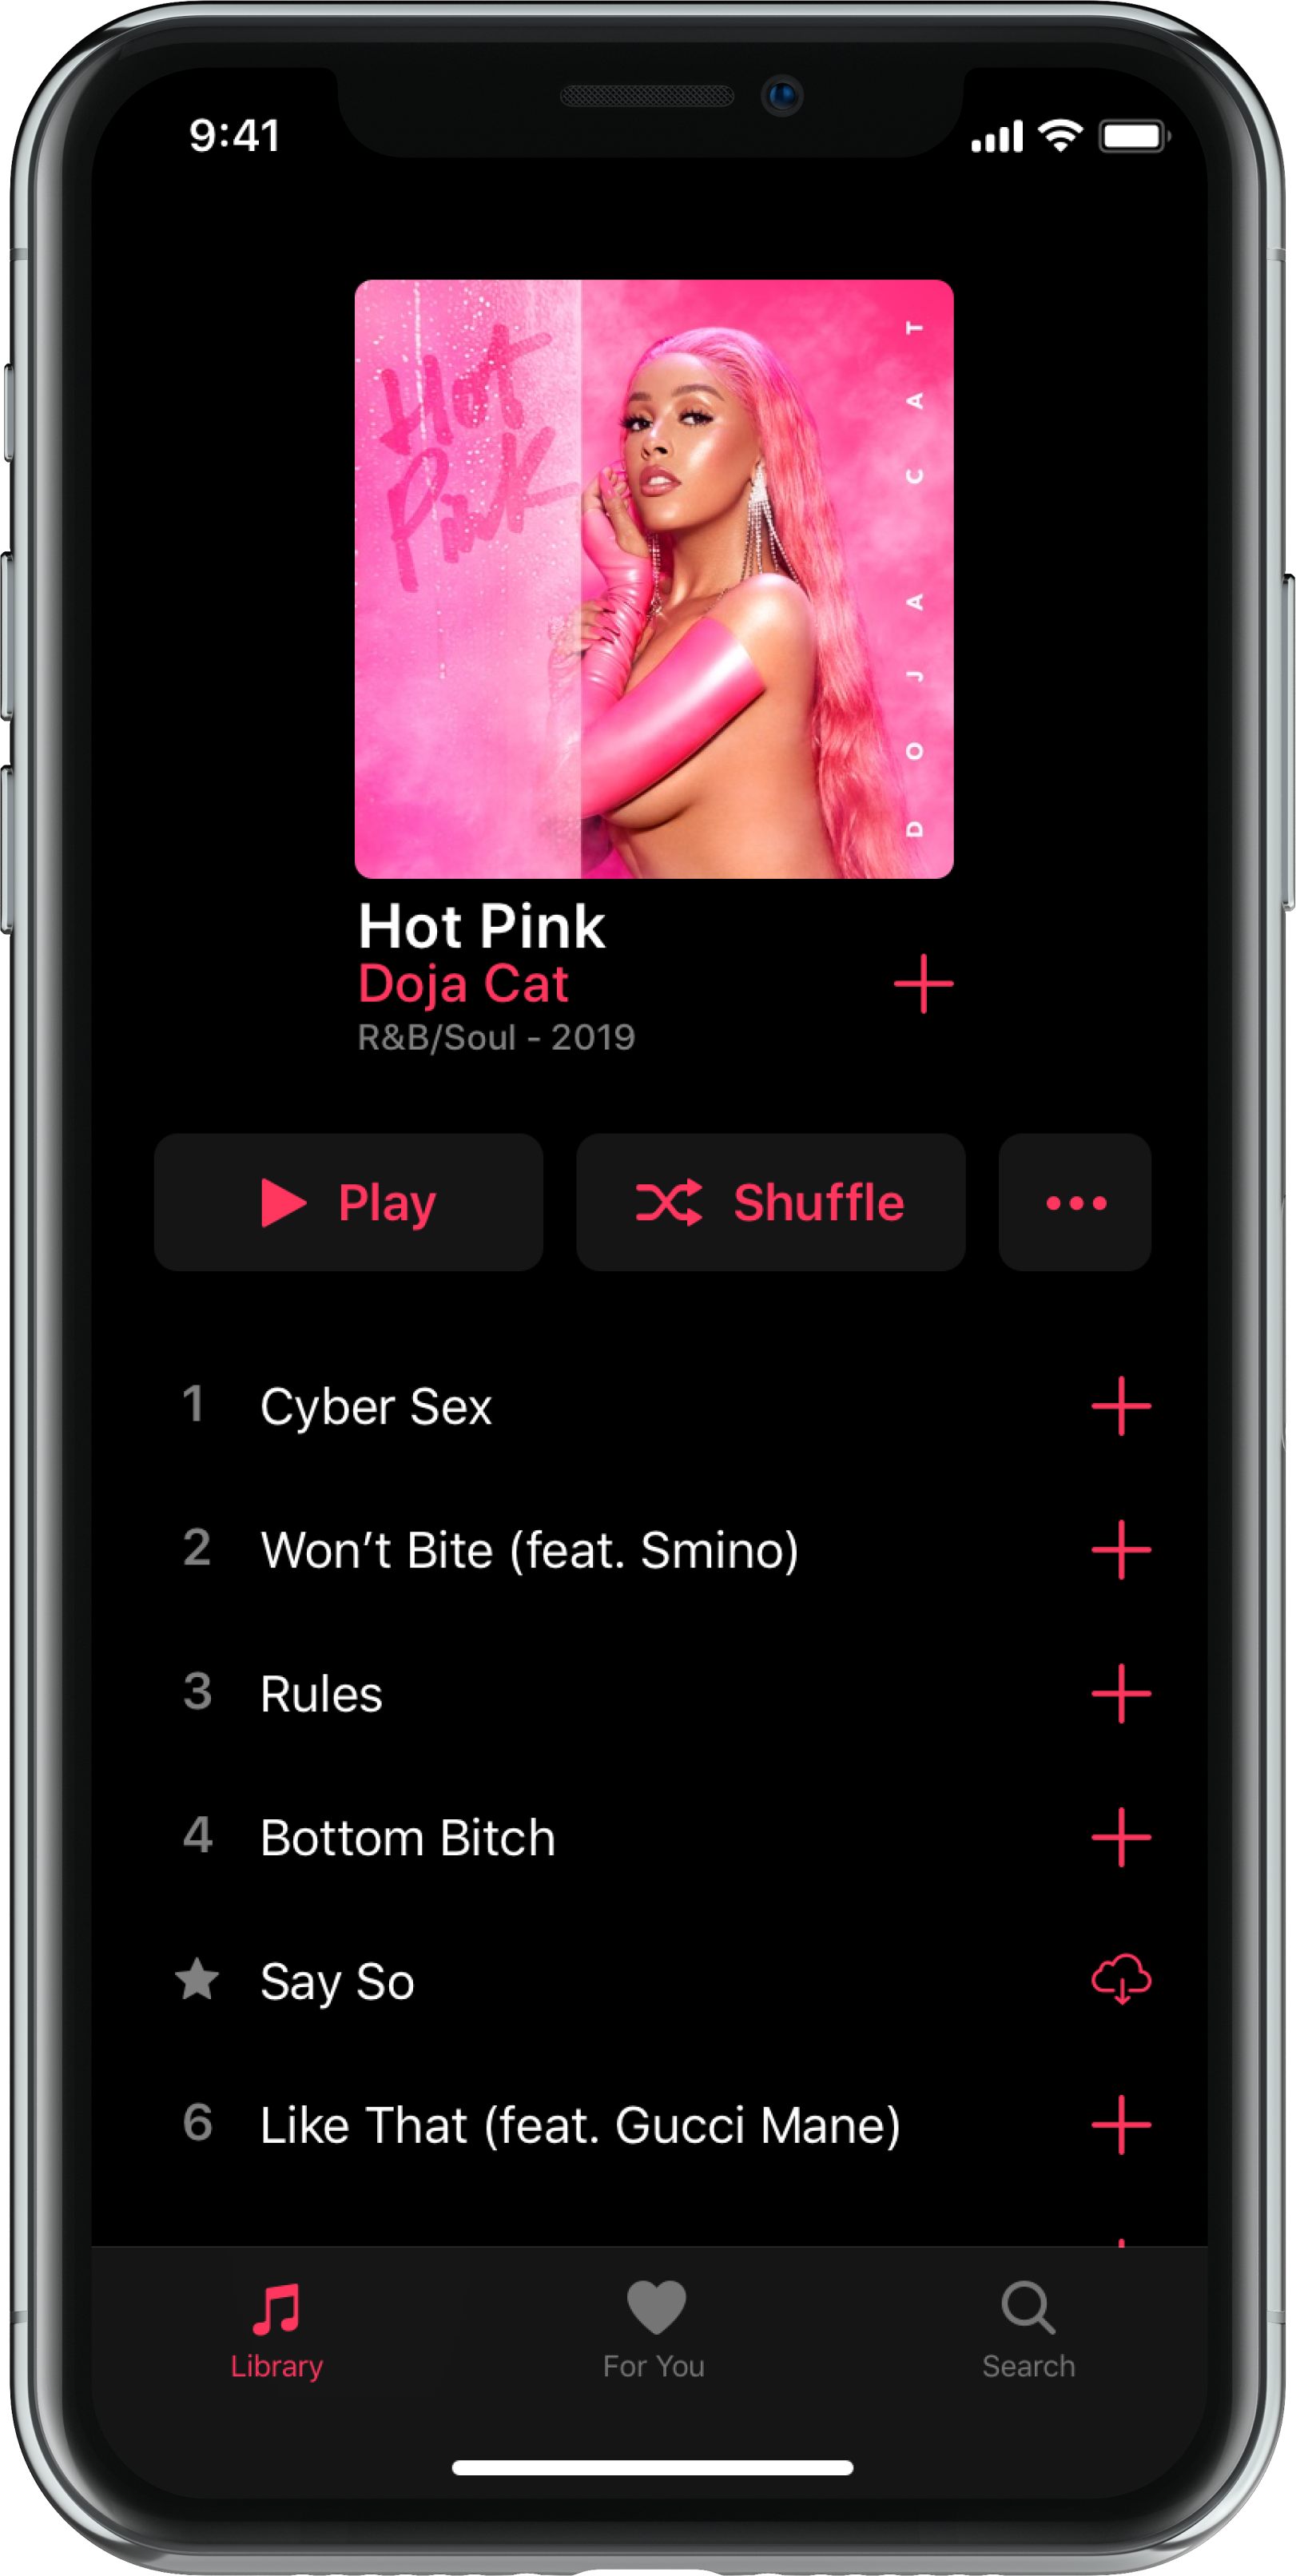 9:41
Hot
Pink
DOJA CAT
Hot Pink
Doja Cat
R&B/Soul - 2019
Play
Shuffle
1 Cyber Sex
2 Won’t Bite (feat. Smino)
3 Rules
4 Bottom Bitch
Say So
6 Like That (feat. Gucci Mane)
Library
For You
Search